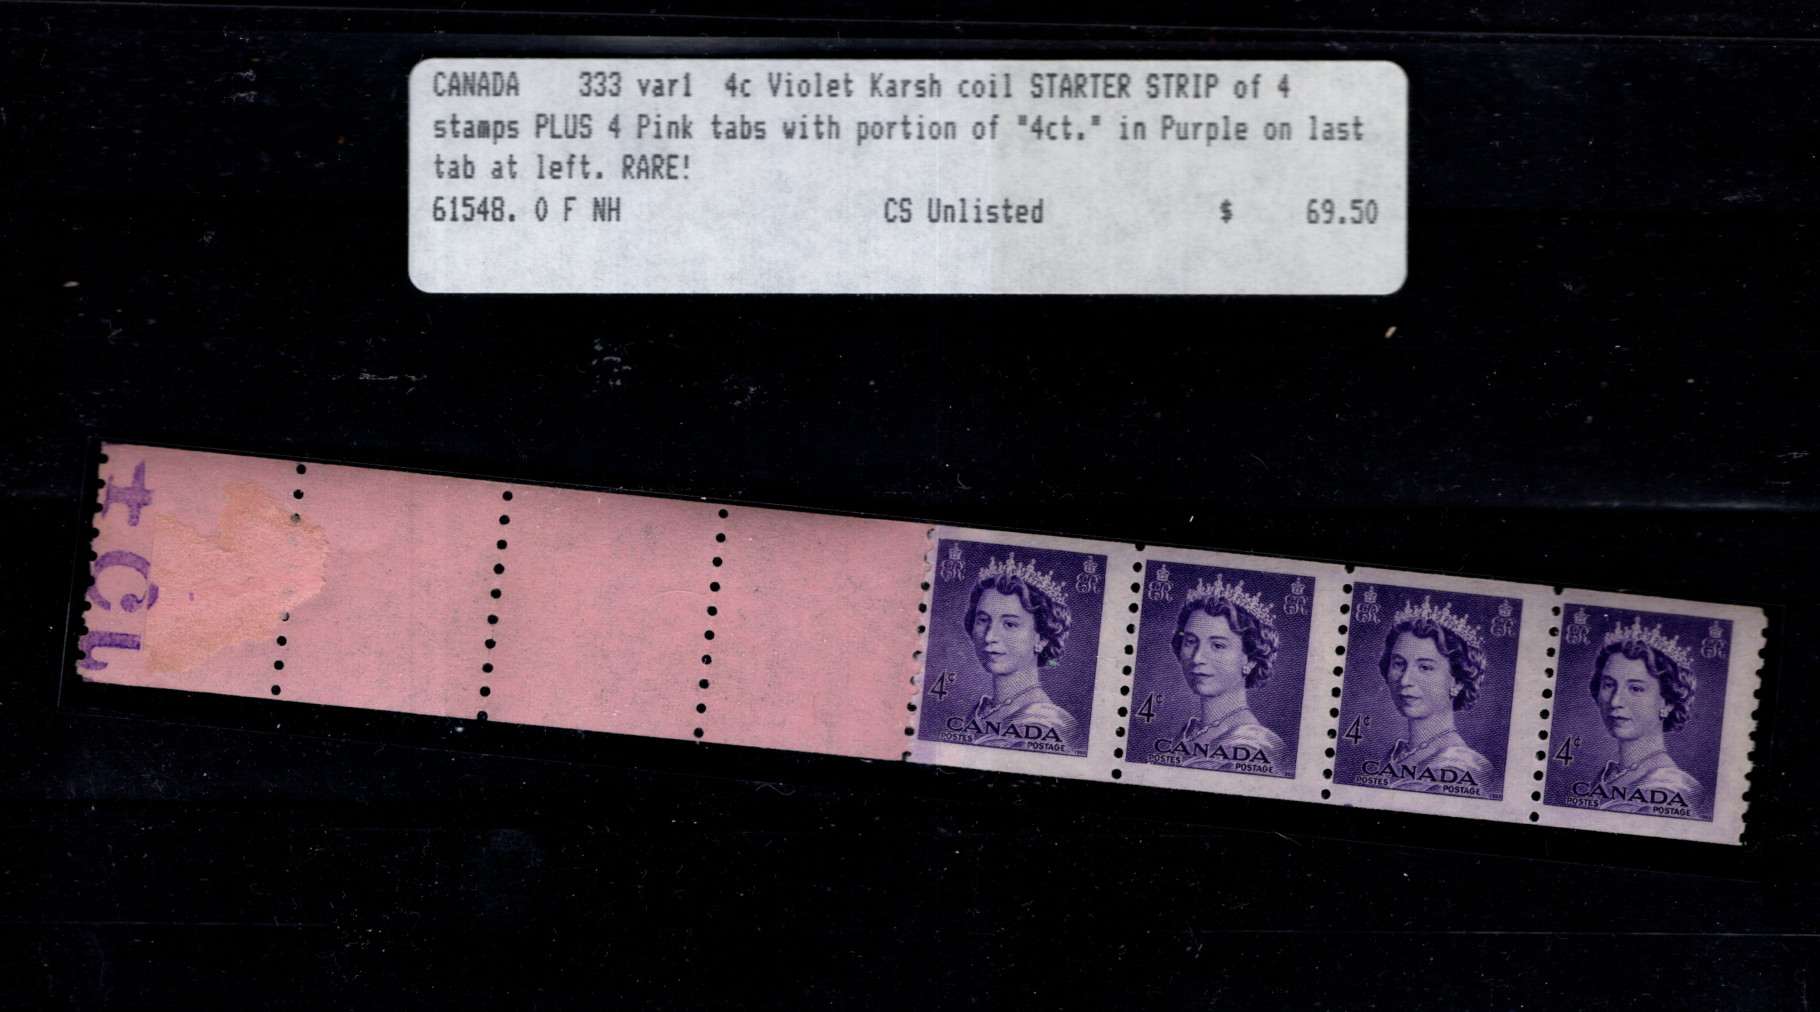 CANADA 333 var1 4c Violet Karsh coil STARTER STRIP of 4
stamps PLUS 4 Pink tabs with portion of "4ct." in Purple on last
tab at left. RARE!
61548. O F NH CS Unlisted $ 69.50
E R E R
4¢
CANADA
POSTES POSTAGE
E R E R
4¢
CANADA
POSTES POSTAGE
E R E R
4¢
CANADA
POSTES POSTAGE
E R E R
4¢
CANADA
POSTES POSTAGE